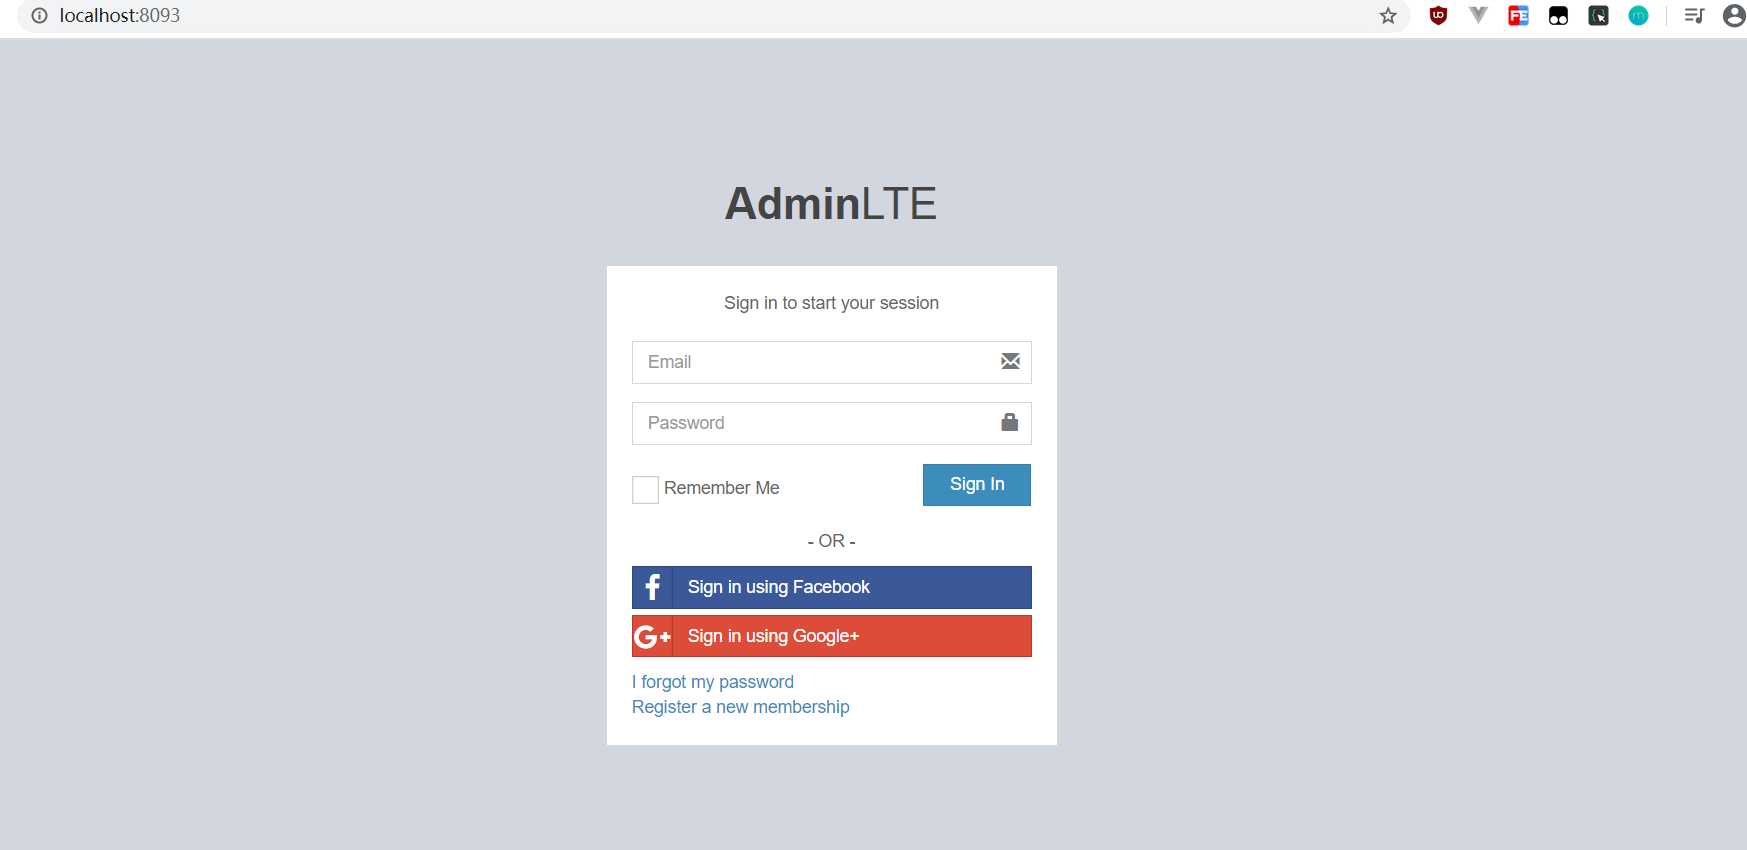 localhost:8093
AdminLTE
Sign in to start your session
Email
Password
Remember Me
Sign In
- OR -
Sign in using Facebook
Sign in using Google+
I forgot my password
Register a new membership